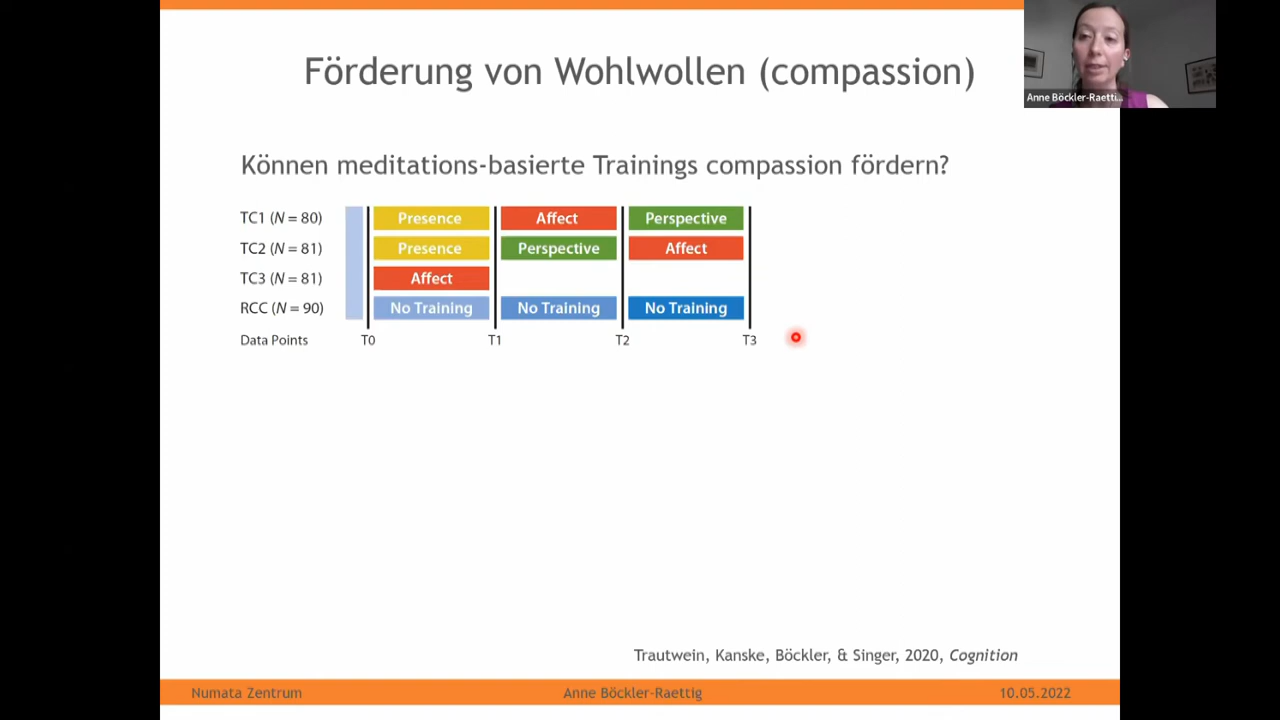 Förderung von Wohlwollen (compassion)
Anne Böckler-Raetti...
Können meditations-basierte Trainings compassion fördern?
TC1 (N = 80) Presence Affect Perspective
TC2 (N = 81) Presence Perspective Affect
TC3 (N = 81) Affect
RCC (N = 90) No Training No Training No Training
Data Points T0 T1 T2 T3
Trautwein, Kanske, Böckler, & Singer, 2020, Cognition
Numata Zentrum Anne Böckler-Raettig 10.05.2022